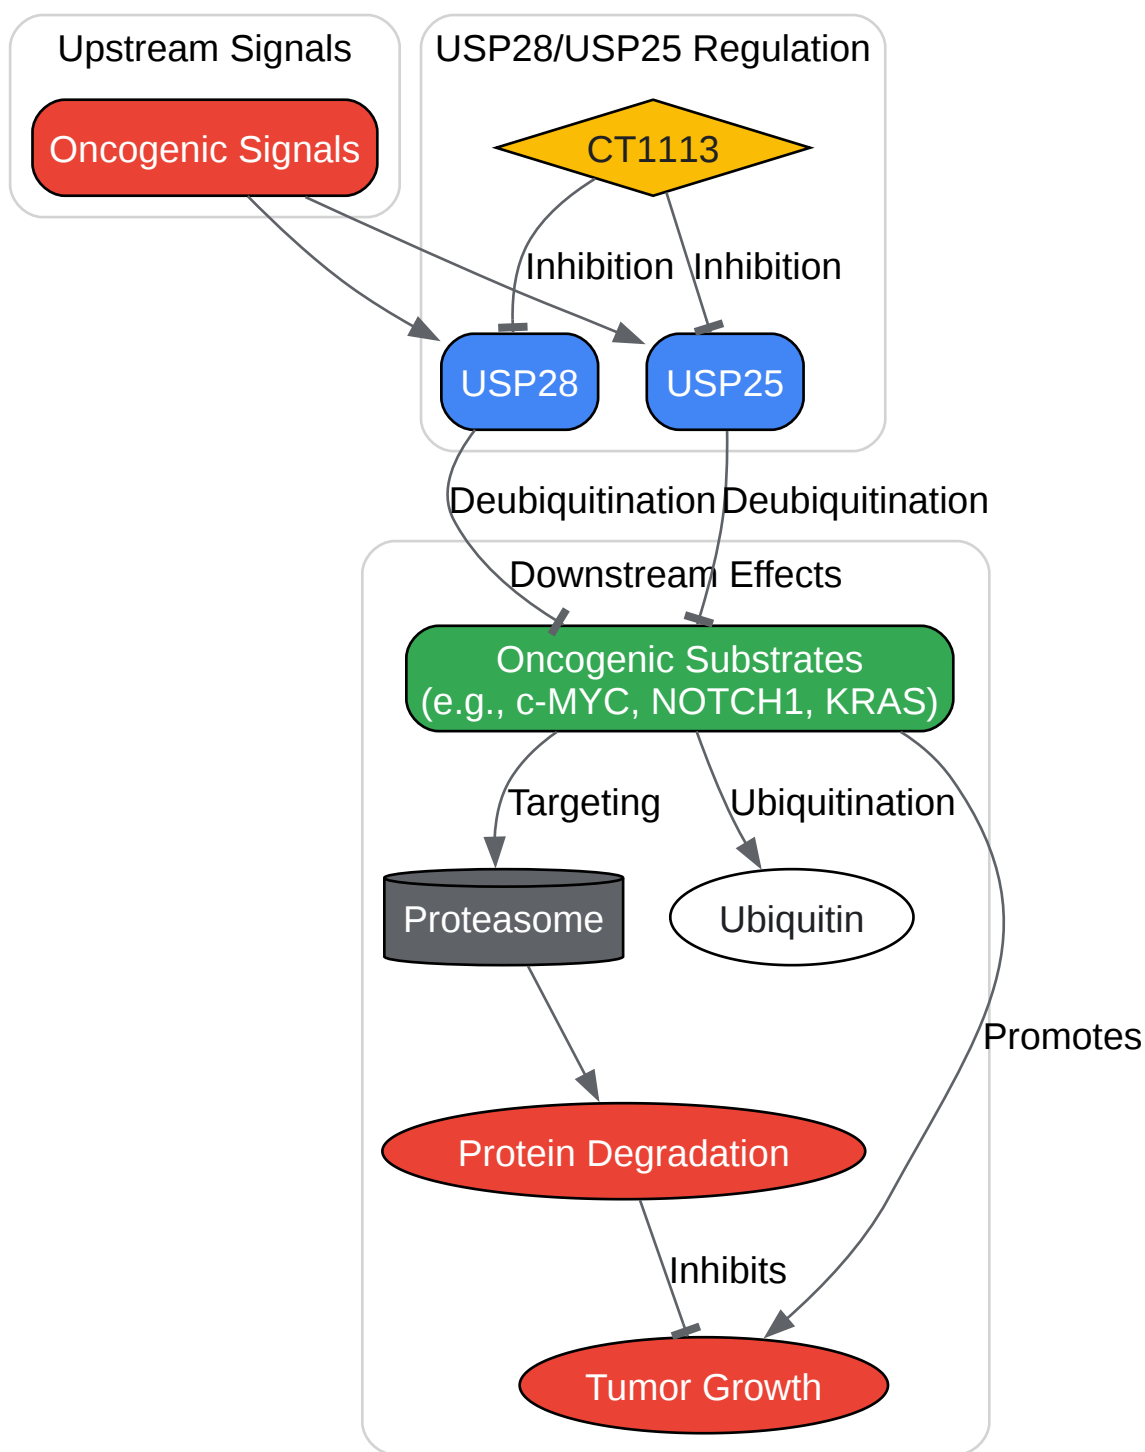 Upstream Signals
USP28/USP25 Regulation
Oncogenic Signals
CT1113
Inhibition
Inhibition
USP28
USP25
Deubiquitination
Deubiquitination
Downstream Effects
Oncogenic Substrates
(e.g., c-MYC, NOTCH1, KRAS)
Targeting
Ubiquitination
Proteasome
Ubiquitin
Promotes
Protein Degradation
Inhibits
Tumor Growth